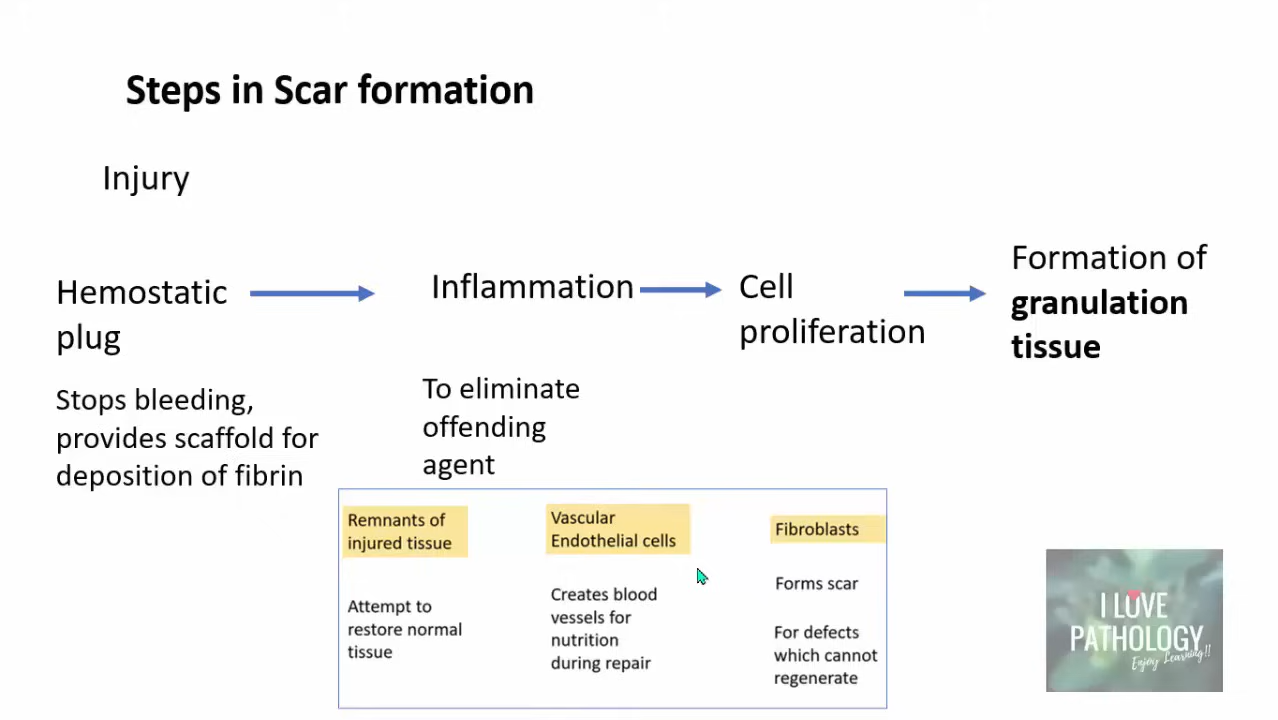 Steps in Scar formation
Injury
Hemostatic
plug
Inflammation
Cell
proliferation
Formation of
granulation
tissue
Stops bleeding,
provides scaffold for
deposition of fibrin
To eliminate
offending
agent
Remnants of
injured tissue
Attempt to
restore normal
tissue
Vascular
Endothelial cells
Creates blood
vessels for
nutrition
during repair
Fibroblasts
Forms scar
For defects
which cannot
regenerate
I LOVE
PATHOLOGY
Enjoy Learning!!